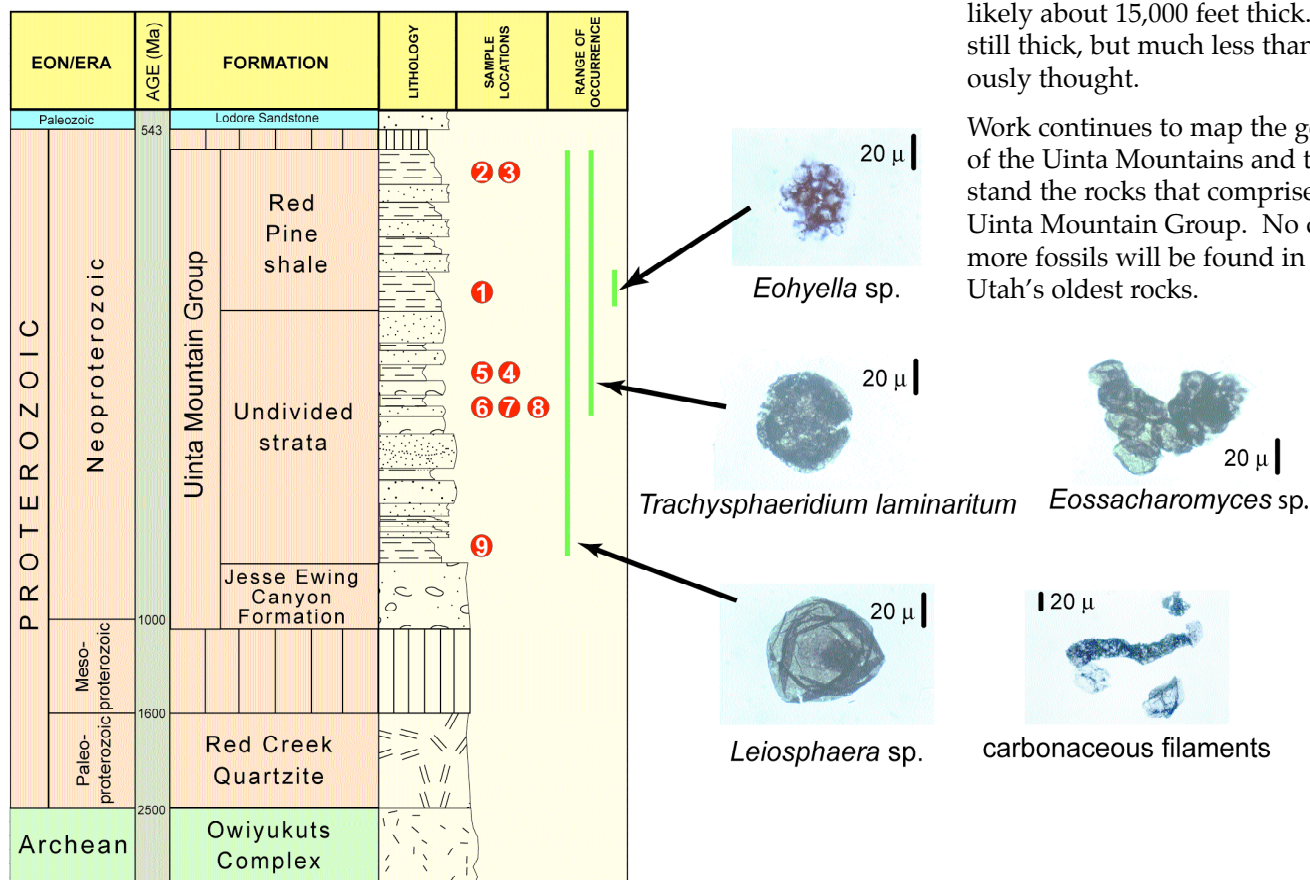 EON/ERA
AGE (Ma)
FORMATION
LITHOLOGY
SAMPLE
LOCATIONS
RANGE OF
OCCURRENCE
Paleozoic
Lodore Sandstone
543
PROTEROZOIC
Neoproterozoic
Uinta Mountain Group
Red
Pine
shale
2 3
1
Undivided
strata
5 4
6 7 8
9
Jesse Ewing
Canyon
Formation
1000
Meso-
proterozoic
1600
Paleo-
proterozoic
Red Creek
Quartzite
2500
Archean
Owiyukuts
Complex
20 μ
Eohyella sp.
20 μ
Trachysphaeridium laminaritum
20 μ
Eossacharomyces sp.
20 μ
Leiosphaera sp.
20 μ
carbonaceous filaments
likely about 15,000 feet thick.
still thick, but much less than
ously thought.
Work continues to map the g
of the Uinta Mountains and t
stand the rocks that comprise
Uinta Mountain Group. No
more fossils will be found in
Utah's oldest rocks.